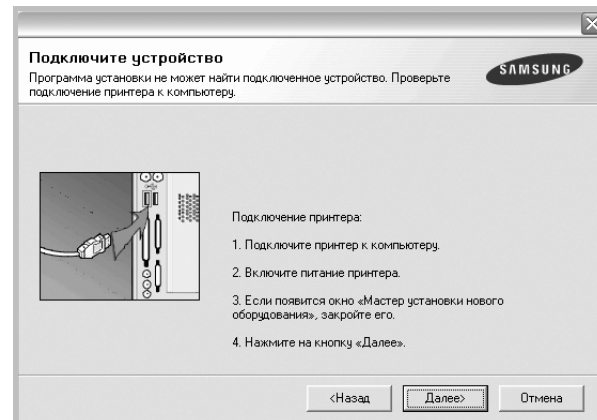 Подключите устройство
Программа установки не может найти подключенное устройство. Проверьте
подключение принтера к компьютеру.
SAMSUNG
Подключение принтера:
1. Подключите принтер к компьютеру.
2. Включите питание принтера.
3. Если появится окно «Мастер установки нового
оборудования», закройте его.
4. Нажмите на кнопку «Далее».
<Назад
Далее>
Отмена